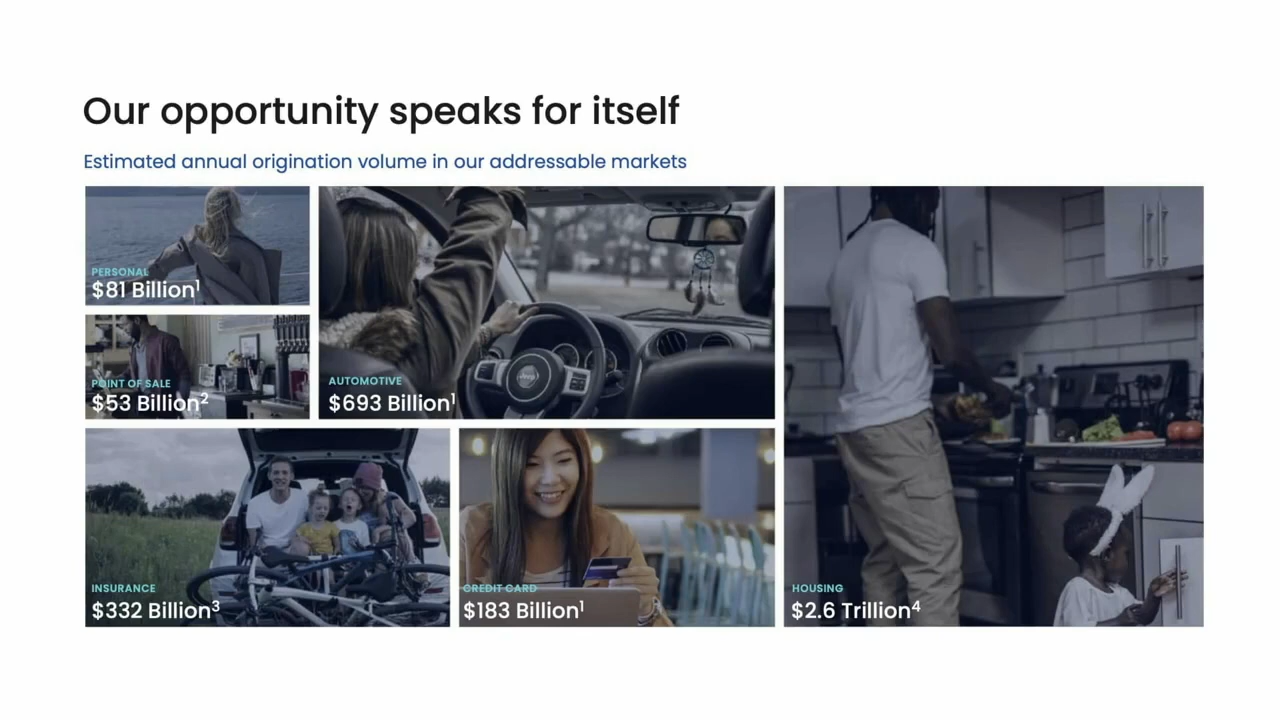 Our opportunity speaks for itself
Estimated annual origination volume in our addressable markets
PERSONAL
$81 Billion¹
POINT OF SALE
$53 Billion²
AUTOMOTIVE
$693 Billion¹
INSURANCE
$332 Billion³
CREDIT CARD
$183 Billion¹
HOUSING
$2.6 Trillion⁴